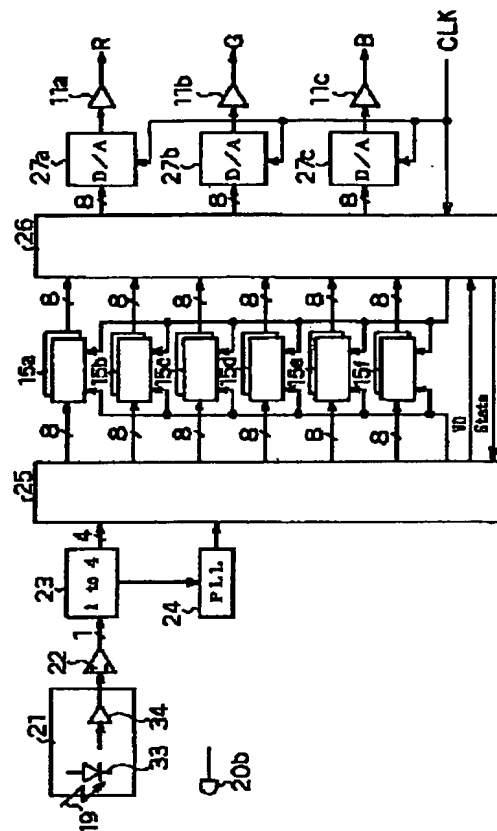 21
19
33
34
20b
22
1
23
1 to 4
4
24
PLL
25
8
8
8
8
8
8
15a
15b
15c
15d
15e
15f
8
8
8
8
8
8
VD
State
26
8
8
8
27a
D/A
27b
D/A
27c
D/A
11a
11b
11c
R
G
B
CLK